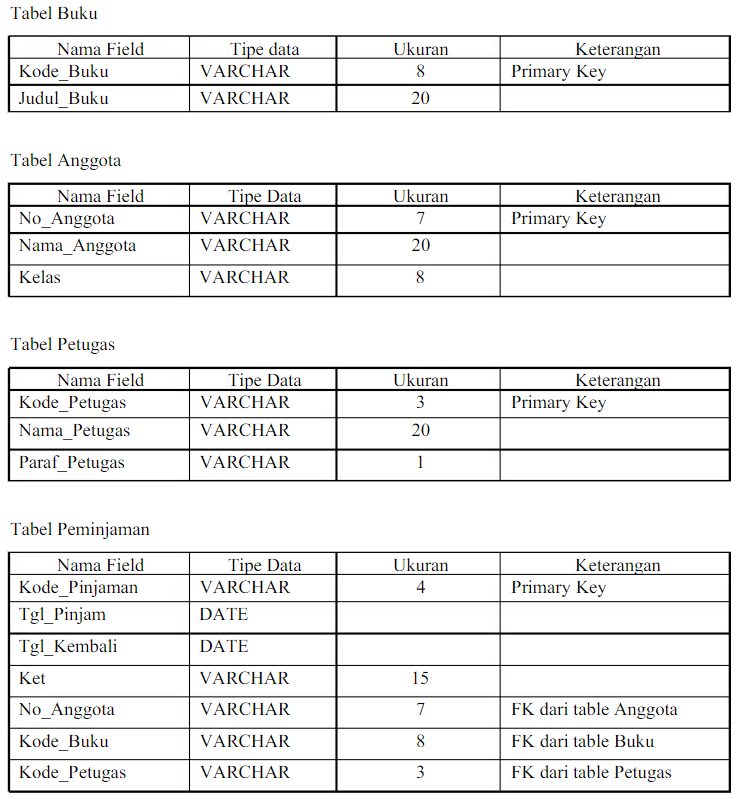 Tabel Buku
Nama Field Tipe data Ukuran Keterangan
Kode_Buku VARCHAR 8 Primary Key
Judul_Buku VARCHAR 20
Tabel Anggota
Nama Field Tipe Data Ukuran Keterangan
No_Anggota VARCHAR 7 Primary Key
Nama_Anggota VARCHAR 20
Kelas VARCHAR 8
Tabel Petugas
Nama Field Tipe Data Ukuran Keterangan
Kode_Petugas VARCHAR 3 Primary Key
Nama_Petugas VARCHAR 20
Paraf_Petugas VARCHAR 1
Tabel Peminjaman
Nama Field Tipe Data Ukuran Keterangan
Kode_Pinjaman VARCHAR 4 Primary Key
Tgl_Pinjam DATE
Tgl_Kembali DATE
Ket VARCHAR 15
No_Anggota VARCHAR 7 FK dari table Anggota
Kode_Buku VARCHAR 8 FK dari table Buku
Kode_Petugas VARCHAR 3 FK dari table Petugas